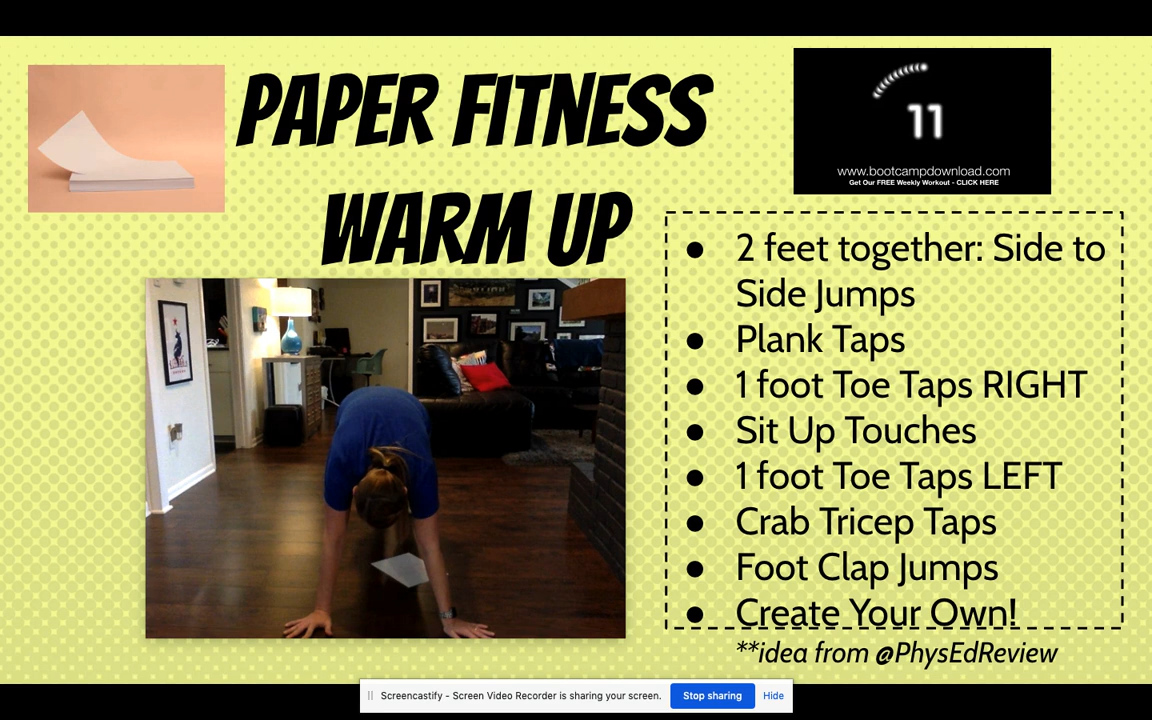 PAPER FITNESS
WARM UP
11
www.bootcampdownload.com
Get Our FREE Weekly Workout - CLICK HERE
● 2 feet together: Side to
Side Jumps
● Plank Taps
● 1 foot Toe Taps RIGHT
● Sit Up Touches
● 1 foot Toe Taps LEFT
● Crab Tricep Taps
● Foot Clap Jumps
● Create Your Own!
**idea from @PhysEdReview
Screencastify - Screen Video Recorder is sharing your screen. Stop sharing Hide